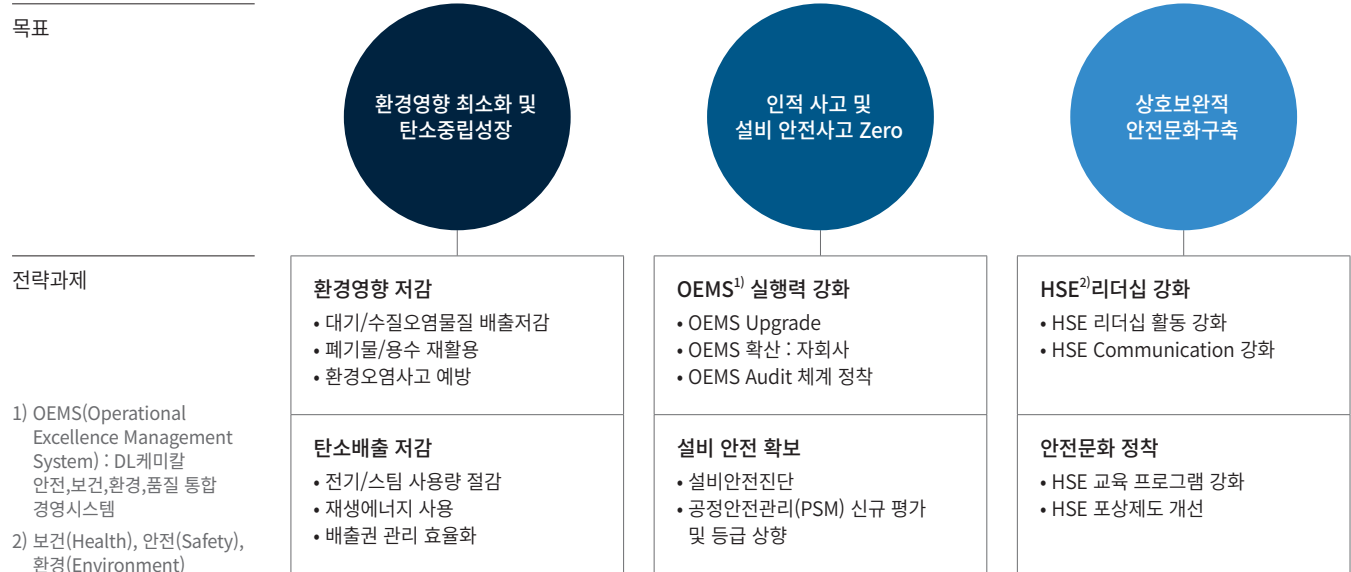 목표
환경영향 최소화 및
탄소중립성장
인적 사고 및
설비 안전사고 Zero
상호보완적
안전문화구축
전략과제
환경영향 저감
• 대기/수질오염물질 배출저감
• 폐기물/용수 재활용
• 환경오염사고 예방
OEMS1) 실행력 강화
• OEMS Upgrade
• OEMS 확산 : 자회사
• OEMS Audit 체계 정착
HSE2)리더십 강화
• HSE 리더십 활동 강화
• HSE Communication 강화
탄소배출 저감
• 전기/스팀 사용량 절감
• 재생에너지 사용
• 배출권 관리 효율화
설비 안전 확보
• 설비안전진단
• 공정안전관리(PSM) 신규 평가
및 등급 상향
안전문화 정착
• HSE 교육 프로그램 강화
• HSE 포상제도 개선
1) OEMS(Operational
Excellence Management
System) : DL케미칼
안전,보건,환경,품질 통합
경영시스템
2) 보건(Health), 안전(Safety),
환경(Environment)